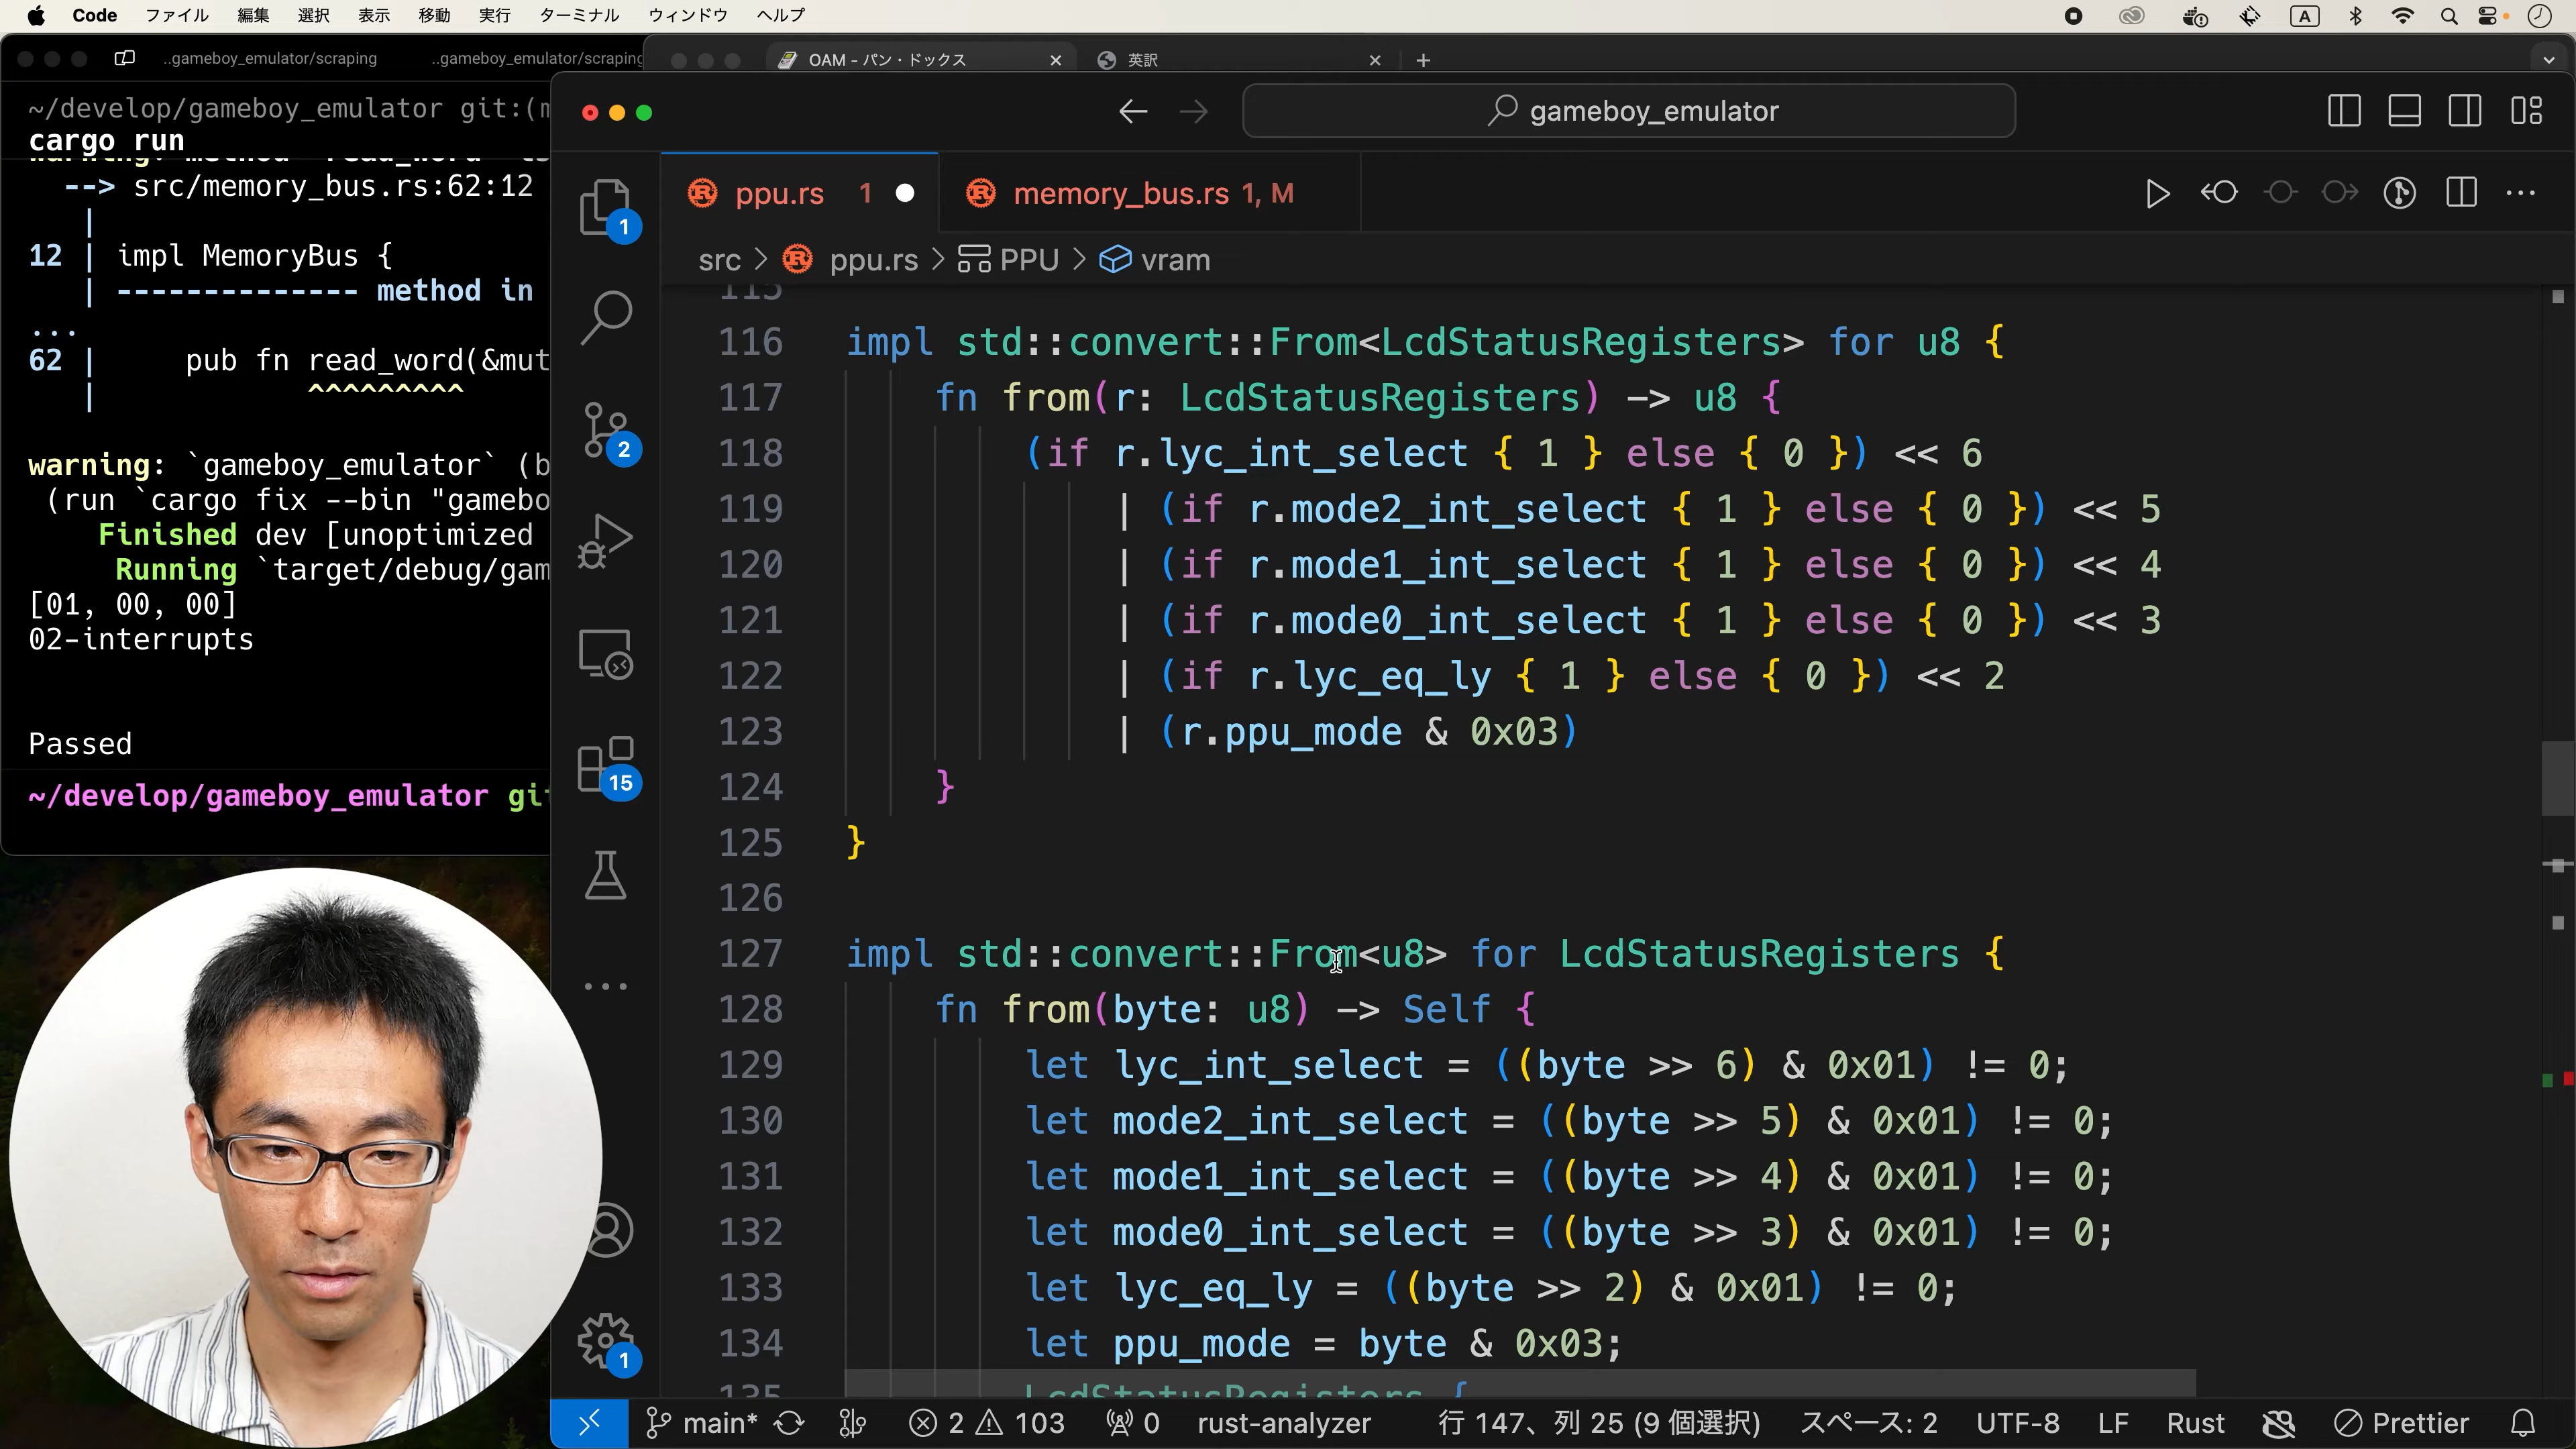 Code ファイル 編集 選択 表示 移動 実行 ターミナル ウィンドウ ヘルプ A
..gameboy_emulator/scraping ..gameboy_emulator/scraping
OAM - パン・ドックス 英訳
~/develop/gameboy_emulator git:(m
cargo run
--> src/memory_bus.rs:62:12
|
12 | impl MemoryBus {
| -------------- method in
...
62 | pub fn read_word(&mut
| ^^^^^^^^^
warning: `gameboy_emulator` (b
(run `cargo fix --bin "gamebo
Finished dev [unoptimized
Running `target/debug/gam
[01, 00, 00]
02-interrupts
Passed
~/develop/gameboy_emulator git
gameboy_emulator
ppu.rs 1 memory_bus.rs 1, M
src > ppu.rs > PPU > vram
1
2
15
1
115
116 impl std::convert::From<LcdStatusRegisters> for u8 {
117 fn from(r: LcdStatusRegisters) -> u8 {
118 (if r.lyc_int_select { 1 } else { 0 }) << 6
119 | (if r.mode2_int_select { 1 } else { 0 }) << 5
120 | (if r.mode1_int_select { 1 } else { 0 }) << 4
121 | (if r.mode0_int_select { 1 } else { 0 }) << 3
122 | (if r.lyc_eq_ly { 1 } else { 0 }) << 2
123 | (r.ppu_mode & 0x03)
124 }
125 }
126
127 impl std::convert::From<u8> for LcdStatusRegisters {
128 fn from(byte: u8) -> Self {
129 let lyc_int_select = ((byte >> 6) & 0x01) != 0;
130 let mode2_int_select = ((byte >> 5) & 0x01) != 0;
131 let mode1_int_select = ((byte >> 4) & 0x01) != 0;
132 let mode0_int_select = ((byte >> 3) & 0x01) != 0;
133 let lyc_eq_ly = ((byte >> 2) & 0x01) != 0;
134 let ppu_mode = byte & 0x03;
135 LcdStatusRegisters {
main* 2 103 0 rust-analyzer 行 147、列 25 (9 個選択) スペース: 2 UTF-8 LF Rust Prettier